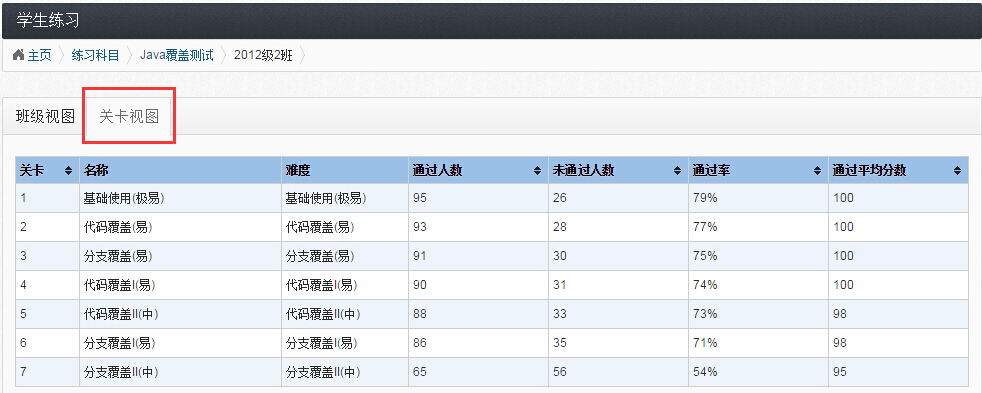 学生练习
主页 练习科目 Java覆盖测试 2012级2班
班级视图 关卡视图
关卡 名称 难度 通过人数 未通过人数 通过率 通过平均分数
1 基础使用(极易) 基础使用(极易) 95 26 79% 100
2 代码覆盖(易) 代码覆盖(易) 93 28 77% 100
3 分支覆盖(易) 分支覆盖(易) 91 30 75% 100
4 代码覆盖I(易) 代码覆盖I(易) 90 31 74% 100
5 代码覆盖II(中) 代码覆盖II(中) 88 33 73% 98
6 分支覆盖I(易) 分支覆盖I(易) 86 35 71% 98
7 分支覆盖II(中) 分支覆盖II(中) 65 56 54% 95